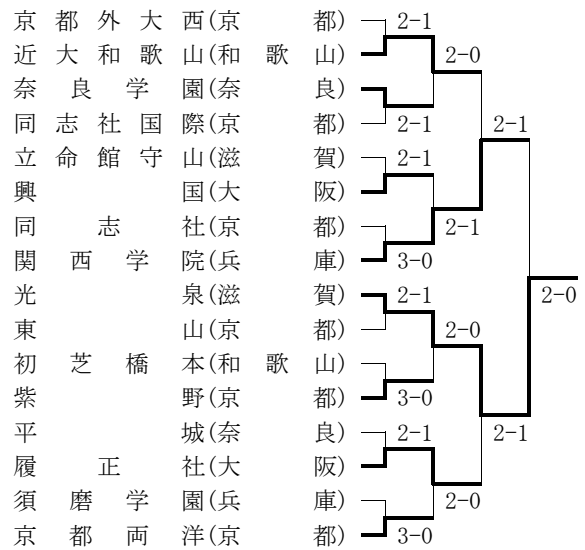 京都外大西(京都) 2-1
近大和歌山(和歌山) 2-0
奈良学園(奈良)
同志社国際(京都) 2-1 2-1
立命館守山(滋賀) 2-1
興国(大阪)
同志社(京都) 2-1
関西学院(兵庫) 3-0
光泉(滋賀) 2-1 2-0
東山(京都) 2-0
初芝橋本(和歌山)
紫野(京都) 3-0
平城(奈良) 2-1 2-1
履正社(大阪)
須磨学園(兵庫) 2-0
京都両洋(京都) 3-0